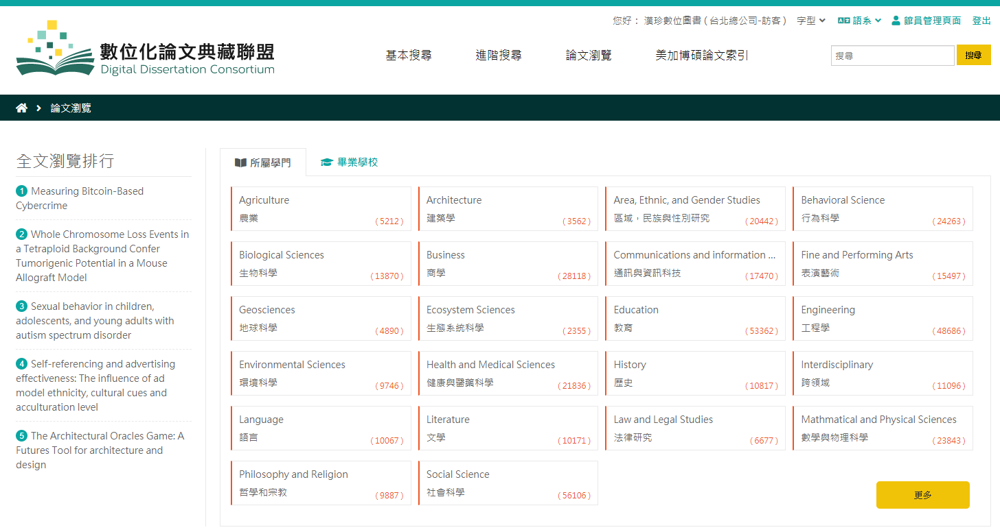 您好： 漢珍數位圖書 ( 台北總公司-訪客 ) 字型 語系 館員管理頁面 登出
數位化論文典藏聯盟
Digital Dissertation Consortium
基本搜尋 進階搜尋 論文瀏覽 美加博碩論文索引 搜尋 搜尋
論文瀏覽
全文瀏覽排行
1 Measuring Bitcoin-Based
Cybercrime
2 Whole Chromosome Loss Events in
a Tetraploid Background Confer
Tumorigenic Potential in a Mouse
Allograft Model
3 Sexual behavior in children,
adolescents, and young adults with
autism spectrum disorder
4 Self-referencing and advertising
effectiveness: The influence of ad
model ethnicity, cultural cues and
acculturation level
5 The Architectural Oracles Game: A
Futures Tool for architecture and
design
所屬學門 畢業學校
Agriculture
農業 ( 5212 )
Architecture
建築學 ( 3562 )
Area, Ethnic, and Gender Studies
區域，民族與性別研究 ( 20442 )
Behavioral Science
行為科學 ( 24263 )
Biological Sciences
生物科學 ( 13870 )
Business
商學 ( 28118 )
Communications and information ...
通訊與資訊科技 ( 17470 )
Fine and Performing Arts
表演藝術 ( 15497 )
Geosciences
地球科學 ( 4890 )
Ecosystem Sciences
生態系統科學 ( 2355 )
Education
教育 ( 53362 )
Engineering
工程學 ( 48686 )
Environmental Sciences
環境科學 ( 9746 )
Health and Medical Sciences
健康與醫藥科學 ( 21836 )
History
歷史 ( 10817 )
Interdisciplinary
跨領域 ( 11096 )
Language
語言 ( 10067 )
Literature
文學 ( 10171 )
Law and Legal Studies
法律研究 ( 6677 )
Mathmatical and Physical Sciences
數學與物理科學 ( 23843 )
Philosophy and Religion
哲學和宗教 ( 9887 )
Social Science
社會科學 ( 56106 )
更多